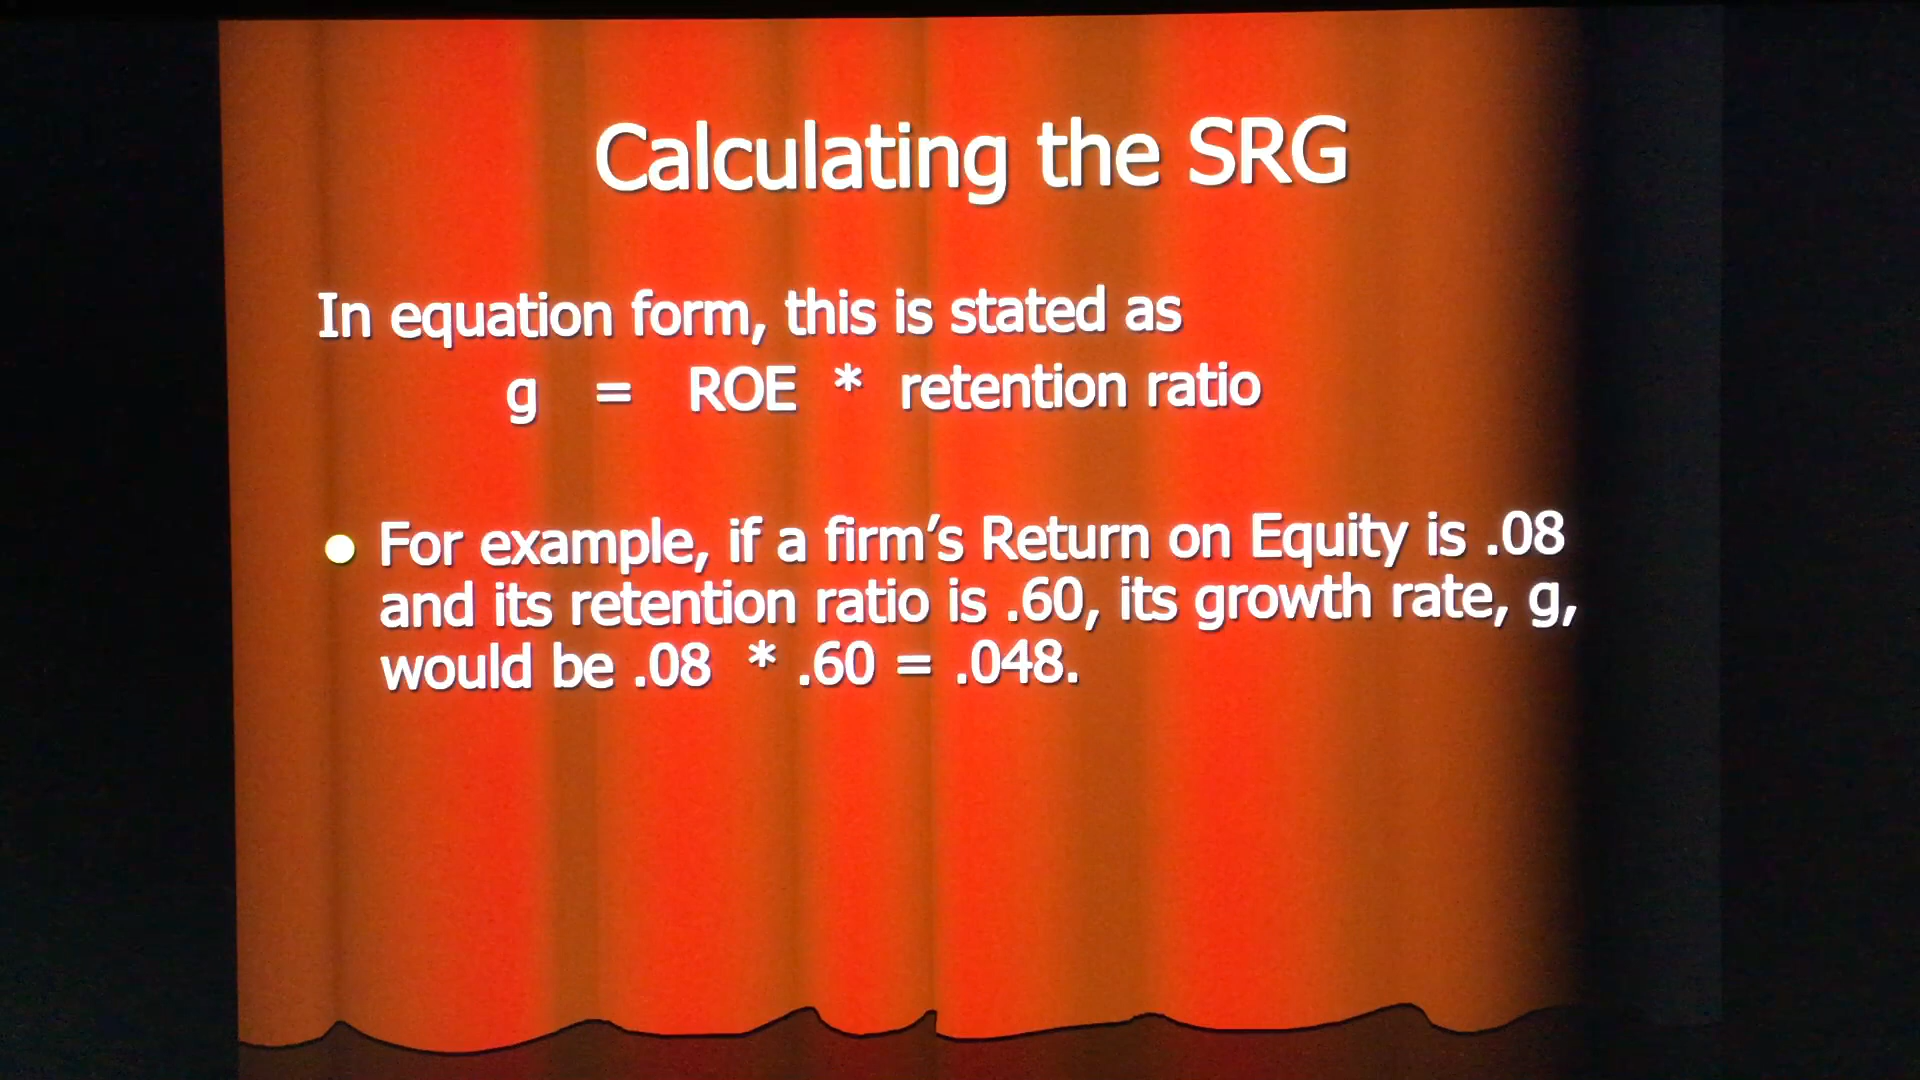 Calculating the SRG
In equation form, this is stated as
g = ROE * retention ratio
For example, if a firm’s Return on Equity is .08
and its retention ratio is .60, its growth rate, g,
would be .08 * .60 = .048.